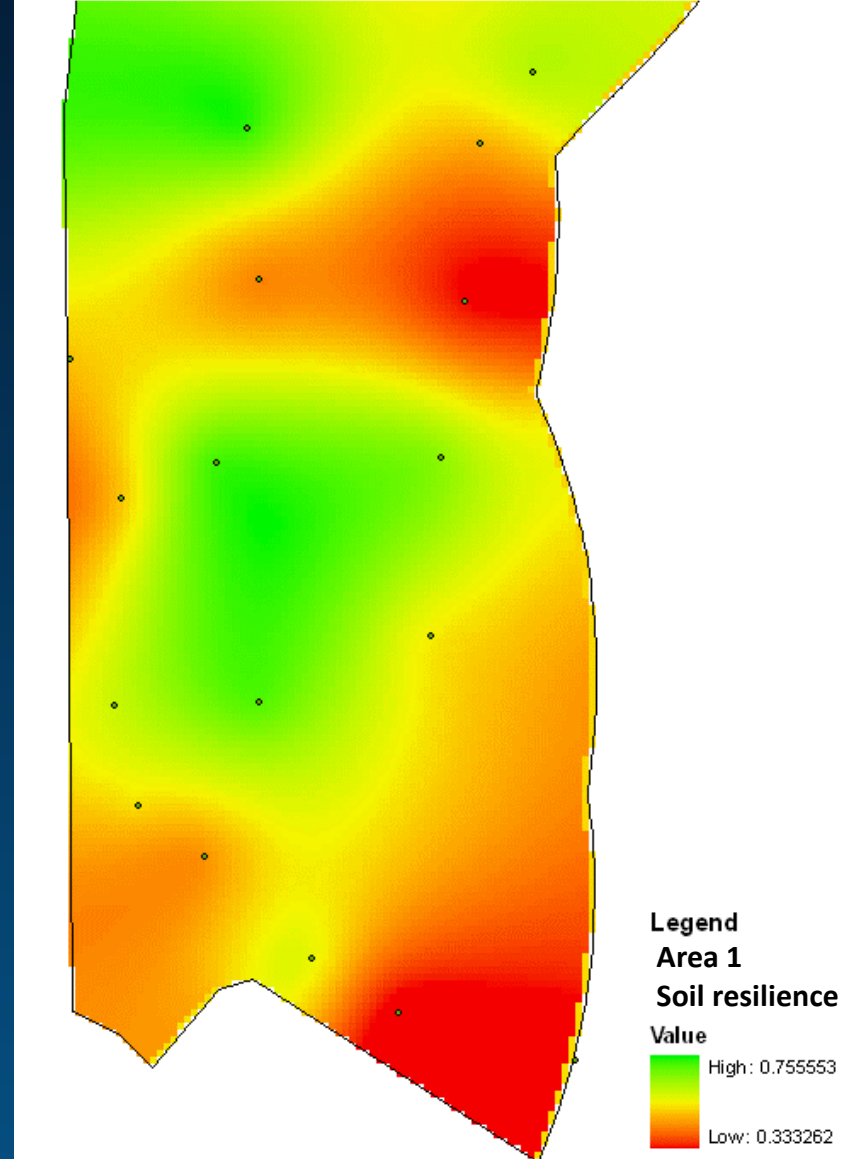 Legend
Area 1
Soil resilience
Value
High: 0.755553
Low: 0.333262